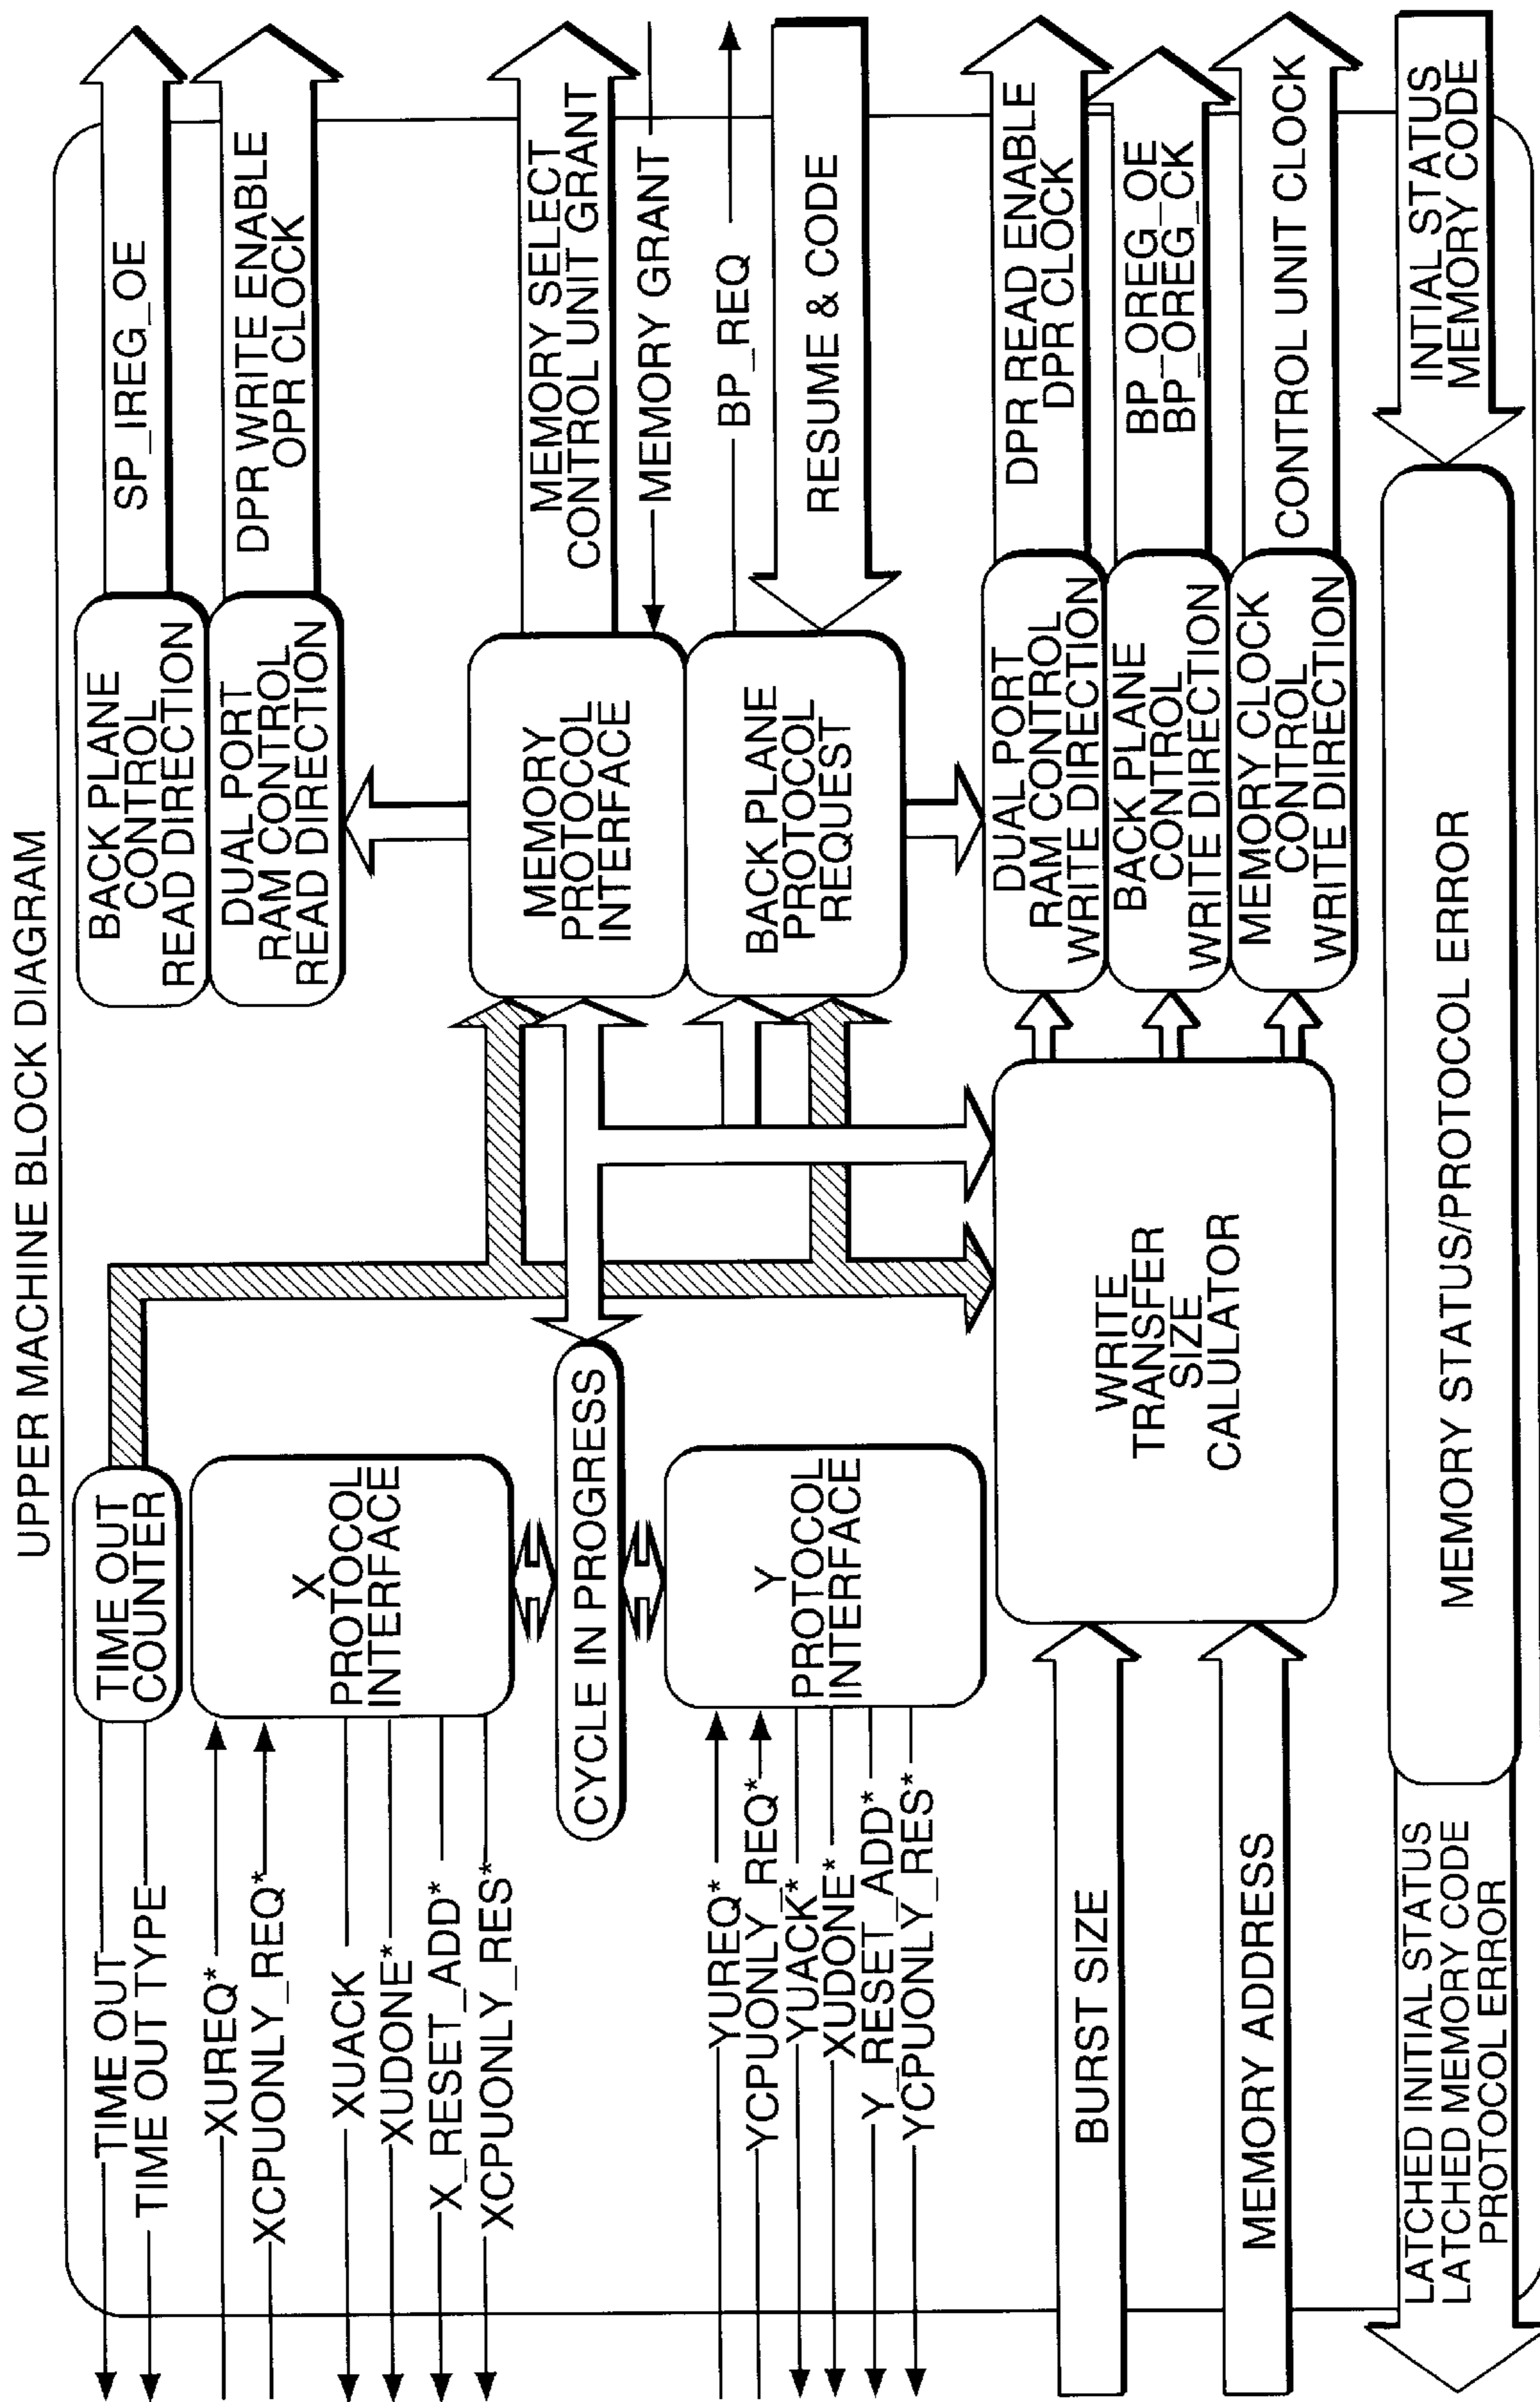 UPPER MACHINE BLOCK DIAGRAM
TIME OUT
TIME OUT TYPE
TIME OUT
COUNTER
BACK PLANE
CONTROL
READ DIRECTION
SP_IREG_OE
XUREQ*
XCPUONLY_REQ*
XUACK
XUDONE*
X_RESET_ADD*
XCPUONLY_RES*
X
PROTOCOL
INTERFACE
DUAL PORT
RAM CONTROL
READ DIRECTION
DPR WRITE ENABLE
OPR CLOCK
CYCLE IN PROGRESS
MEMORY
PROTOCOL
INTERFACE
MEMORY SELECT
CONTROL UNIT GRANT
MEMORY GRANT
YUREQ*
YCPUONLY_REQ*
YUACK*
XUDONE*
Y_RESET_ADD*
YCPUONLY_RES*
Y
PROTOCOL
INTERFACE
BACK PLANE
PROTOCOL
REQUEST
BP_REQ
RESUME & CODE
BURST SIZE
MEMORY ADDRESS
WRITE
TRANSFER
SIZE
CALULATOR
DUAL PORT
RAM CONTROL
WRITE DIRECTION
DPR READ ENABLE
DPR CLOCK
BACK PLANE
CONTROL
WRITE DIRECTION
BP_OREG_OE
BP_OREG_CK
MEMORY CLOCK
CONTROL
WRITE DIRECTION
CONTROL UNIT CLOCK
LATCHED INITIAL STATUS
LATCHED MEMORY CODE
PROTOCOL ERROR
MEMORY STATUS/PROTOCOL ERROR
INTIAL STATUS
MEMORY CODE